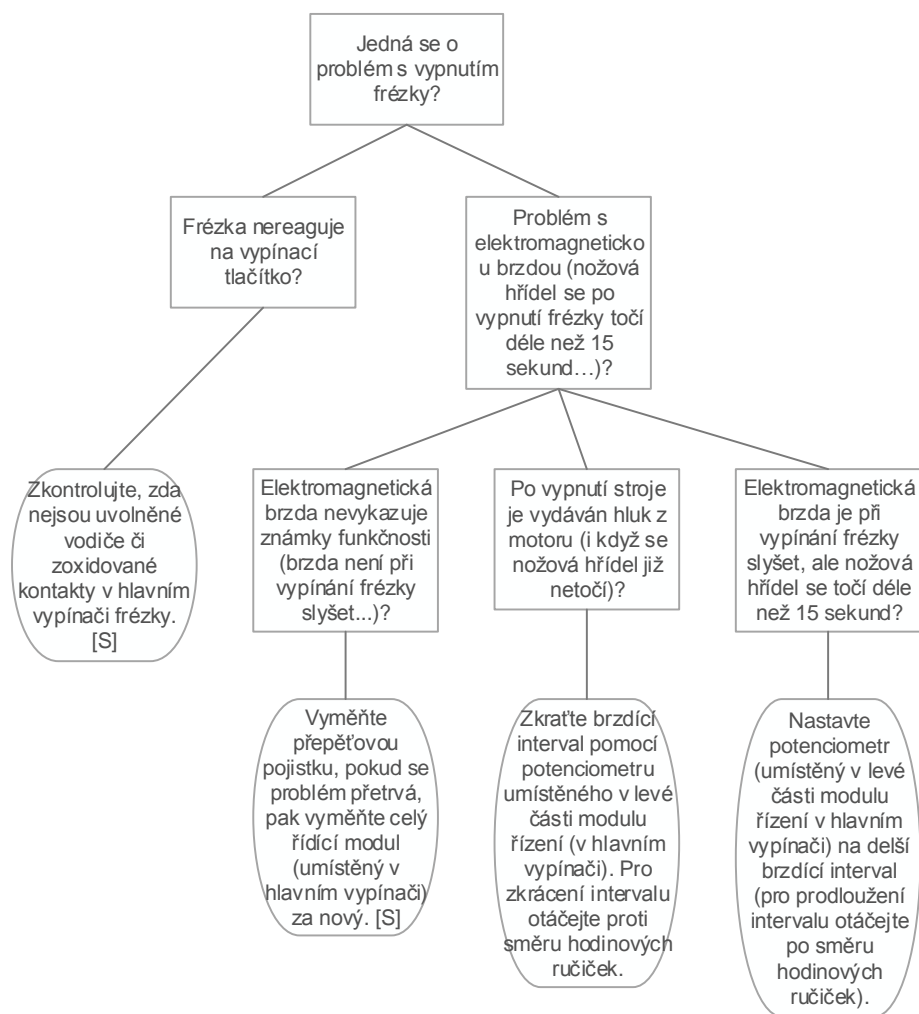 Jedná se o
problém s vypnutím
frézky?
Frézka nereaguje
na vypínací
tlačítko?
Problém s
elektromagneticko
u brzdou (nožová
hřídel se po
vypnutí frézky točí
déle než 15
sekund…)?
Zkontrolujte, zda
nejsou uvolněné
vodiče či
zoxidované
kontakty v hlavním
vypínači frézky.
[S]
Elektromagnetická
brzda nevykazuje
známky funkčnosti
(brzda není při
vypínání frézky
slyšet...)?
Po vypnutí stroje
je vydáván hluk z
motoru (i když se
nožová hřídel již
netočí)?
Elektromagnetická
brzda je při
vypínání frézky
slyšet, ale nožová
hřídel se točí déle
než 15 sekund?
Vyměňte
přepěťovou
pojistku, pokud se
problém přetrvá,
pak vyměňte celý
řídící modul
(umístěný v
hlavním vypínači)
za nový. [S]
Zkraťte brzdící
interval pomocí
potenciometru
umístěného v levé
části modulu
řízení (v hlavním
vypínači). Pro
zkrácení intervalu
otáčejte proti
směru hodinových
ručiček.
Nastavte
potenciometr
(umístěný v levé
části modulu
řízení v hlavním
vypínači) na delší
brzdící interval
(pro prodloužení
intervalu otáčejte
po směru
hodinových
ručiček).